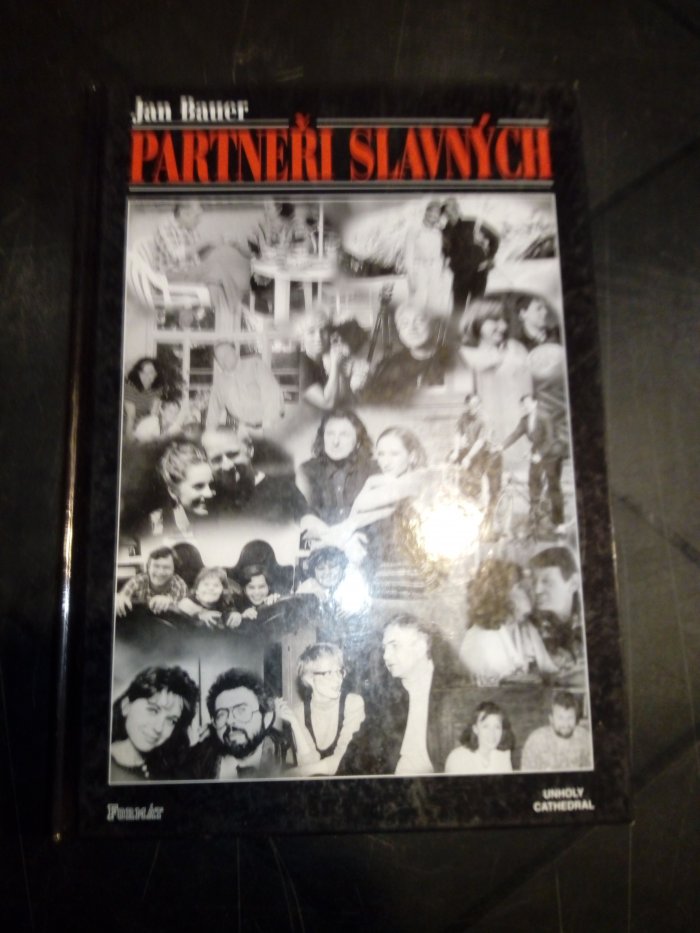 Jan Bauer
PARTNEŘI SLAVNÝCH
FORMÁT
UNHOLY
CATHEDRAL